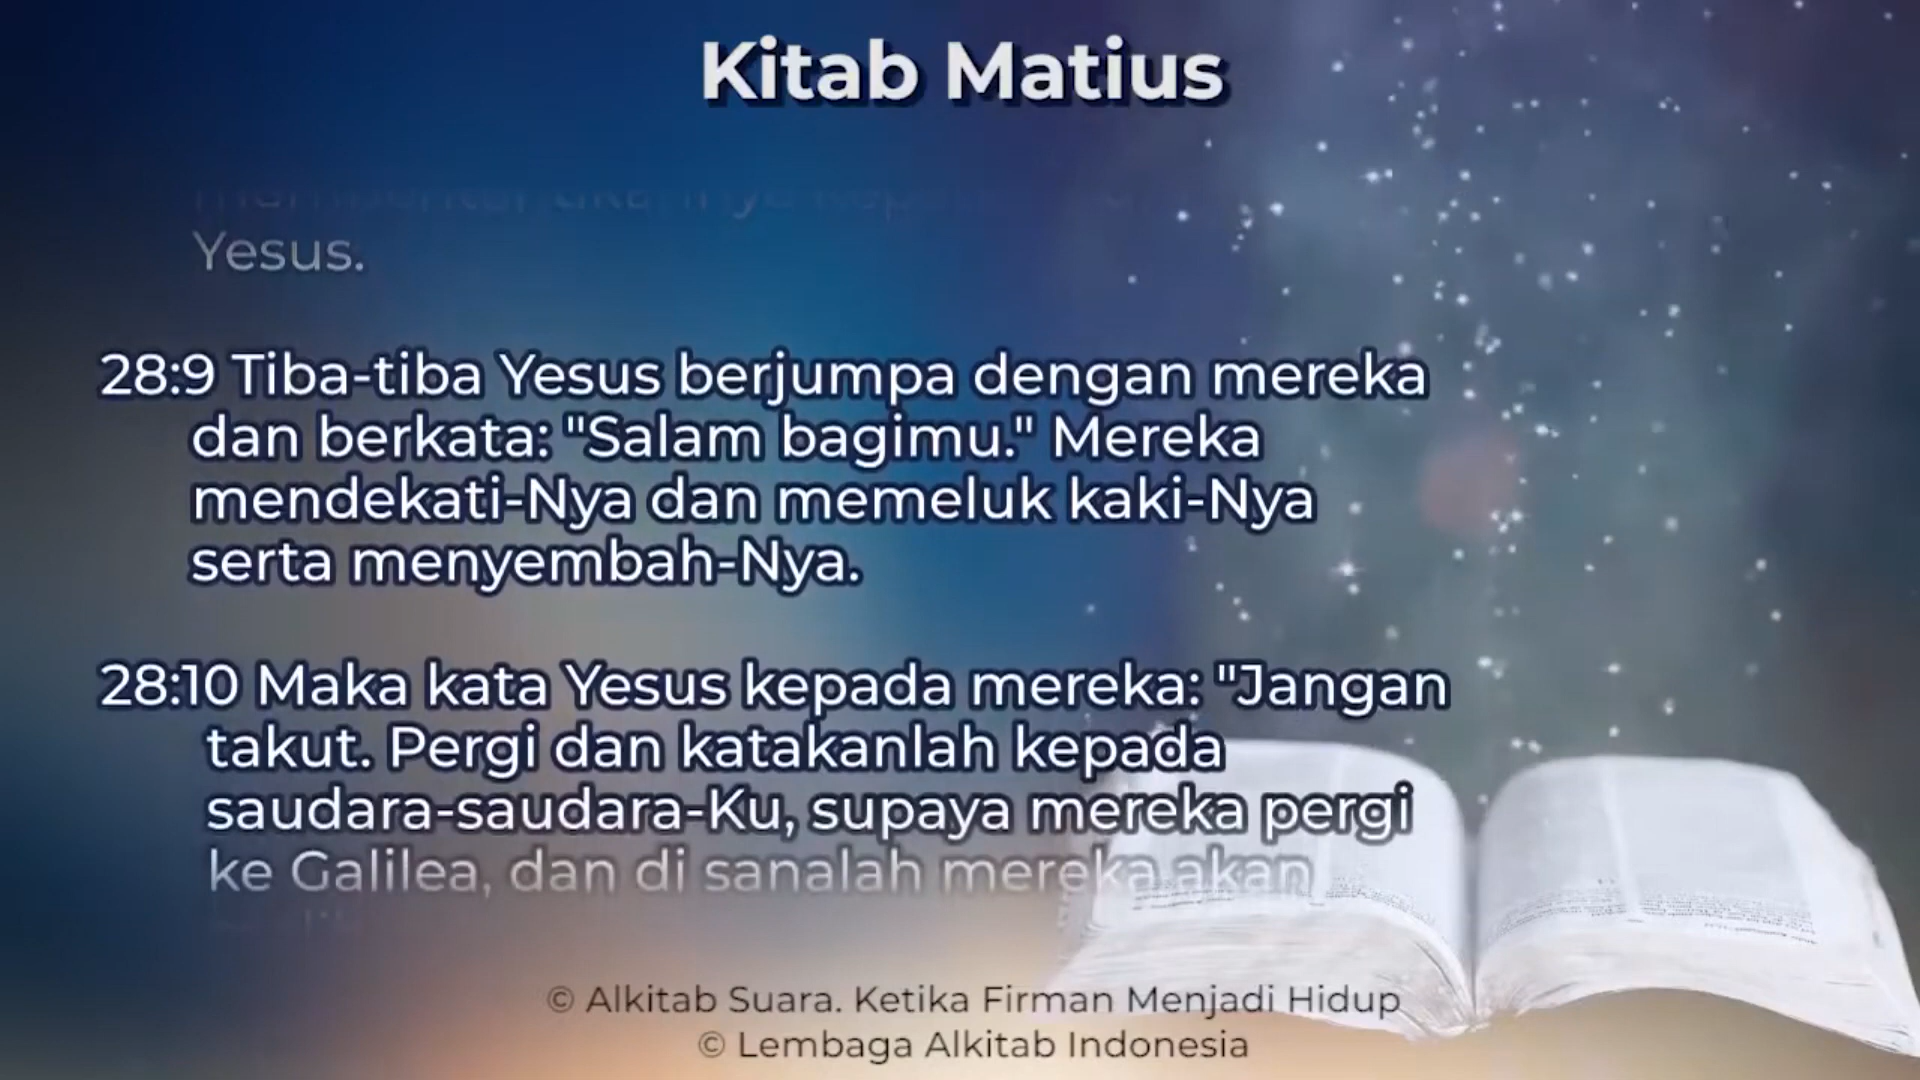 Kitab Matius
Yesus.
28:9 Tiba-tiba Yesus berjumpa dengan mereka
dan berkata: "Salam bagimu." Mereka
mendekati-Nya dan memeluk kaki-Nya
serta menyembah-Nya.
28:10 Maka kata Yesus kepada mereka: "Jangan
takut. Pergi dan katakanlah kepada
saudara-saudara-Ku, supaya mereka pergi
ke Galilea, dan di sanalah mereka akan
© Alkitab Suara. Ketika Firman Menjadi Hidup
© Lembaga Alkitab Indonesia